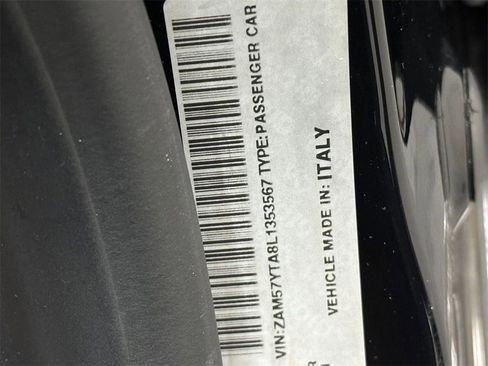 VIN:ZAM57YTA8L1353567 TYPE:PASSENGER CAR
VEHICLE MADE IN: ITALY